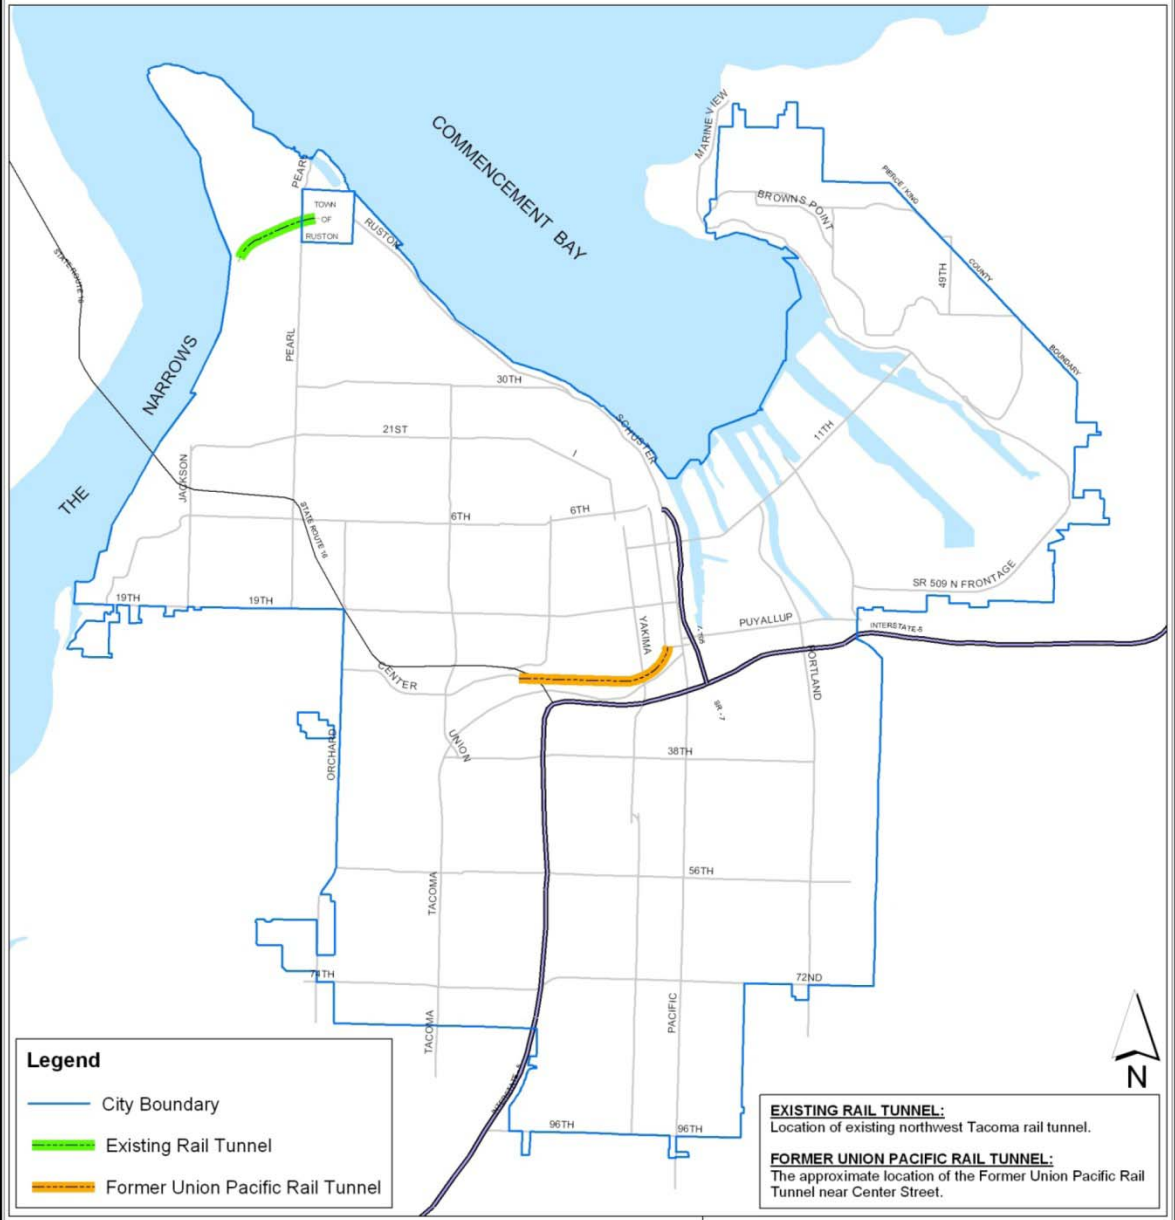 COMMENCEMENT BAY
MARINE VIEW
PIERCE / KING
BROWNS POINT
PEARL
TOWN
OF
RUSTON
RUSTON
STATE ROUTE 16
49TH
COUNTY
BOUNDARY
PEARL
THE NARROWS
30TH
SCHUSTER
21ST
11TH
JACKSON
6TH
6TH
STATE ROUTE 16
SR 509 N FRONTAGE
19TH
19TH
YAKIMA
PUYALLUP
INTERSTATE-5
PORTLAND
CENTER
SR - 7
UNION
38TH
ORCHARD
56TH
TACOMA
74TH
72ND
PACIFIC
TACOMA
96TH
96TH
N
Legend
City Boundary
Existing Rail Tunnel
Former Union Pacific Rail Tunnel
EXISTING RAIL TUNNEL:
Location of existing northwest Tacoma rail tunnel.
FORMER UNION PACIFIC RAIL TUNNEL:
The approximate location of the Former Union Pacific Rail
Tunnel near Center Street.